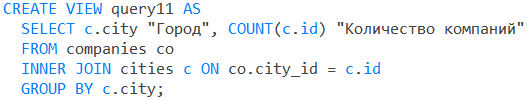 CREATE VIEW query11 AS
SELECT c.city "Город", COUNT(c.id) "Количество компаний"
FROM companies co
INNER JOIN cities c ON co.city_id = c.id
GROUP BY c.city;